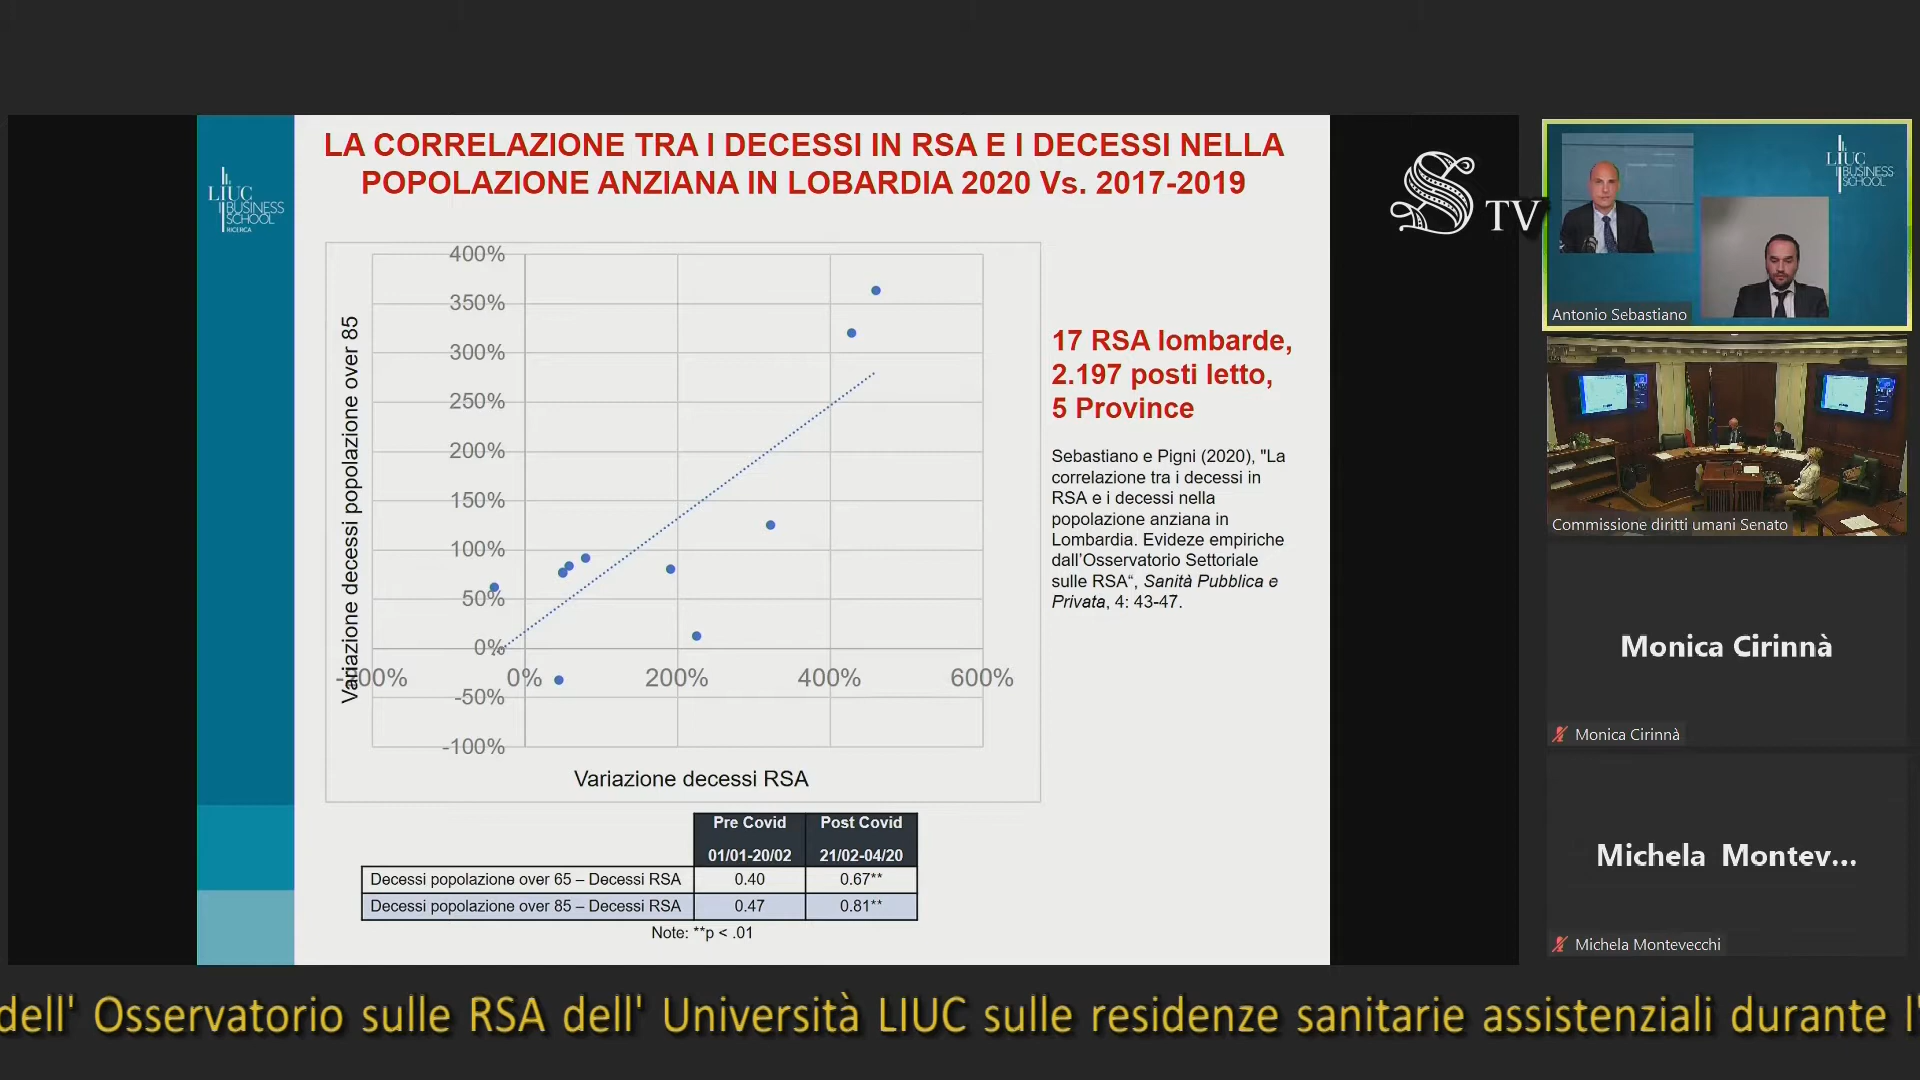 LA CORRELAZIONE TRA I DECESSI IN RSA E I DECESSI NELLA
POPOLAZIONE ANZIANA IN LOBARDIA 2020 Vs. 2017-2019
LIUC
BUSINESS
SCHOOL
RICERCA
Variazione decessi popolazione over 85
400%
350%
300%
250%
200%
150%
100%
50%
0%
-50%
-100%
0%
200%
400%
600%
-100%
Variazione decessi RSA
17 RSA lombarde,
2.197 posti letto,
5 Province
Sebastiano e Pigni (2020), "La
correlazione tra i decessi in
RSA e i decessi nella
popolazione anziana in
Lombardia. Evideze empiriche
dall’Osservatorio Settoriale
sulle RSA“, Sanità Pubblica e
Privata, 4: 43-47.
Pre Covid Post Covid
01/01-20/02 21/02-04/20
Decessi popolazione over 65 – Decessi RSA 0.40 0.67**
Decessi popolazione over 85 – Decessi RSA 0.47 0.81**
Note: **p < .01
S TV
LIUC
BUSINESS
SCHOOL
Antonio Sebastiano
Commissione diritti umani Senato
Monica Cirinnà
Monica Cirinnà
Michela Montev...
Michela Montevecchi
dell' Osservatorio sulle RSA dell' Università LIUC sulle residenze sanitarie assistenziali durante l'